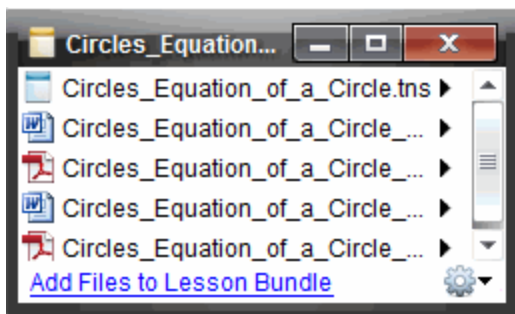 Circles_Equation...
Circles_Equation_of_a_Circle.tns
Circles_Equation_of_a_Circle_...
Circles_Equation_of_a_Circle_...
Circles_Equation_of_a_Circle_...
Circles_Equation_of_a_Circle_...
Add Files to Lesson Bundle